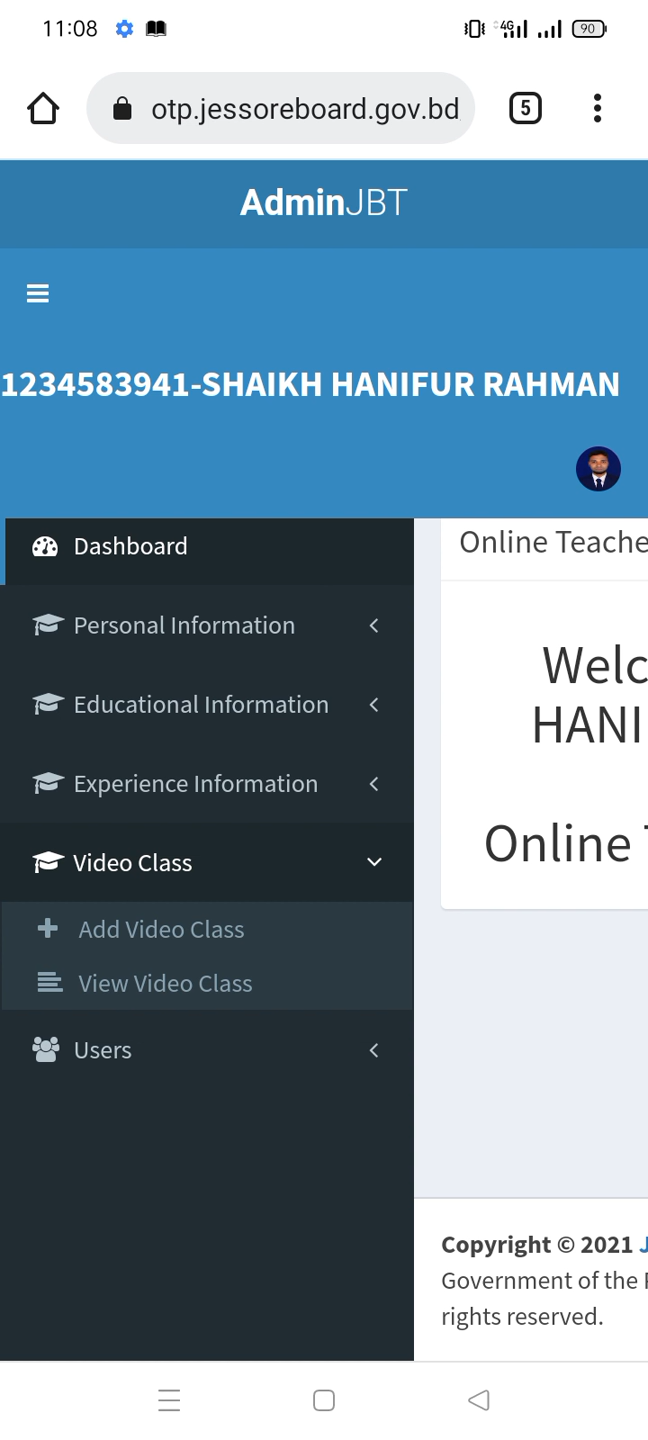 11:08
4G
90
otp.jessoreboard.gov.bd
5
AdminJBT
1234583941-SHAIKH HANIFUR RAHMAN
Dashboard
Personal Information
Educational Information
Experience Information
Video Class
Add Video Class
View Video Class
Users
Online Teache
Welc
HANI
Online
Copyright © 2021 J
Government of the
rights reserved.